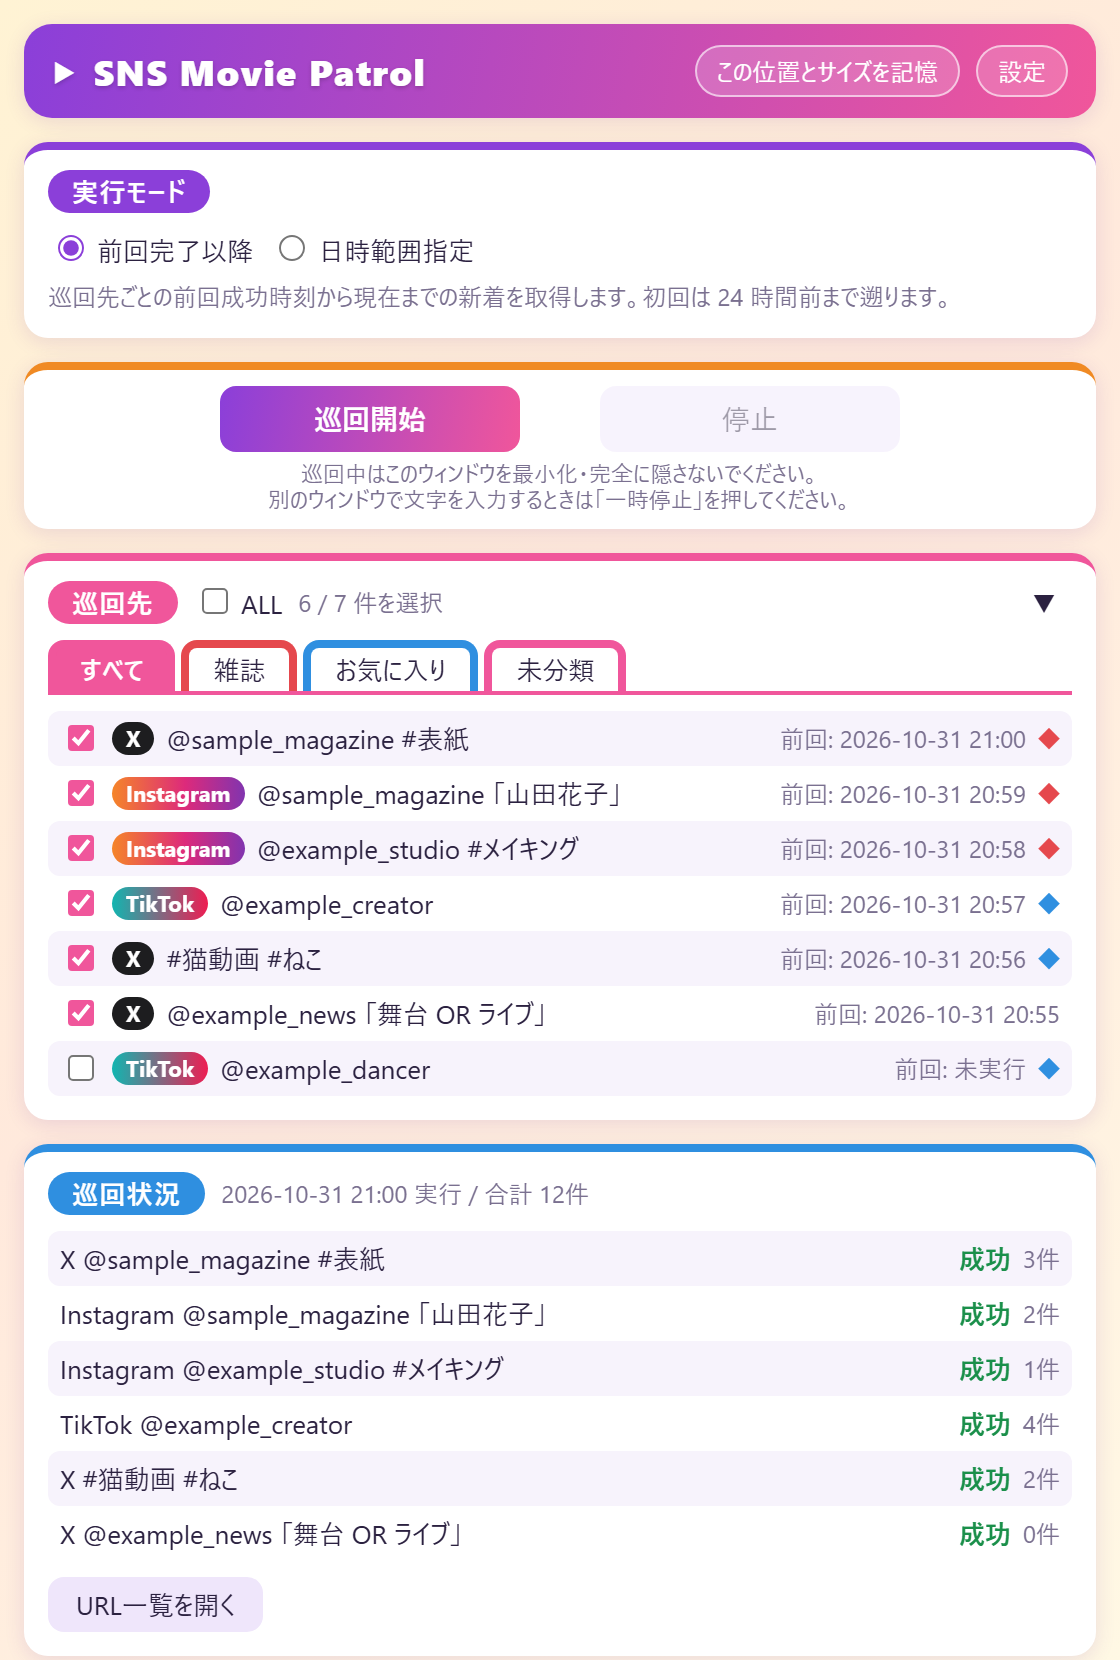 SNS Movie Patrol
この位置とサイズを記憶
設定
実行モード
前回完了以降
日時範囲指定
巡回先ごとの前回成功時刻から現在までの新着を取得します。初回は 24 時間前まで遡ります。
巡回開始
停止
巡回中はこのウィンドウを最小化・完全に隠さないでください。
別のウィンドウで文字を入力するときは「一時停止」を押してください。
巡回先
ALL
6 / 7 件を選択
すべて
雑誌
お気に入り
未分類
X @sample_magazine #表紙 前回: 2026-10-31 21:00
Instagram @sample_magazine 「山田花子」 前回: 2026-10-31 20:59
Instagram @example_studio #メイキング 前回: 2026-10-31 20:58
TikTok @example_creator 前回: 2026-10-31 20:57
X #猫動画 #ねこ 前回: 2026-10-31 20:56
X @example_news 「舞台 OR ライブ」 前回: 2026-10-31 20:55
TikTok @example_dancer 前回: 未実行
巡回状況
2026-10-31 21:00 実行 / 合計 12件
X @sample_magazine #表紙 成功 3件
Instagram @sample_magazine 「山田花子」 成功 2件
Instagram @example_studio #メイキング 成功 1件
TikTok @example_creator 成功 4件
X #猫動画 #ねこ 成功 2件
X @example_news 「舞台 OR ライブ」 成功 0件
URL一覧を開く